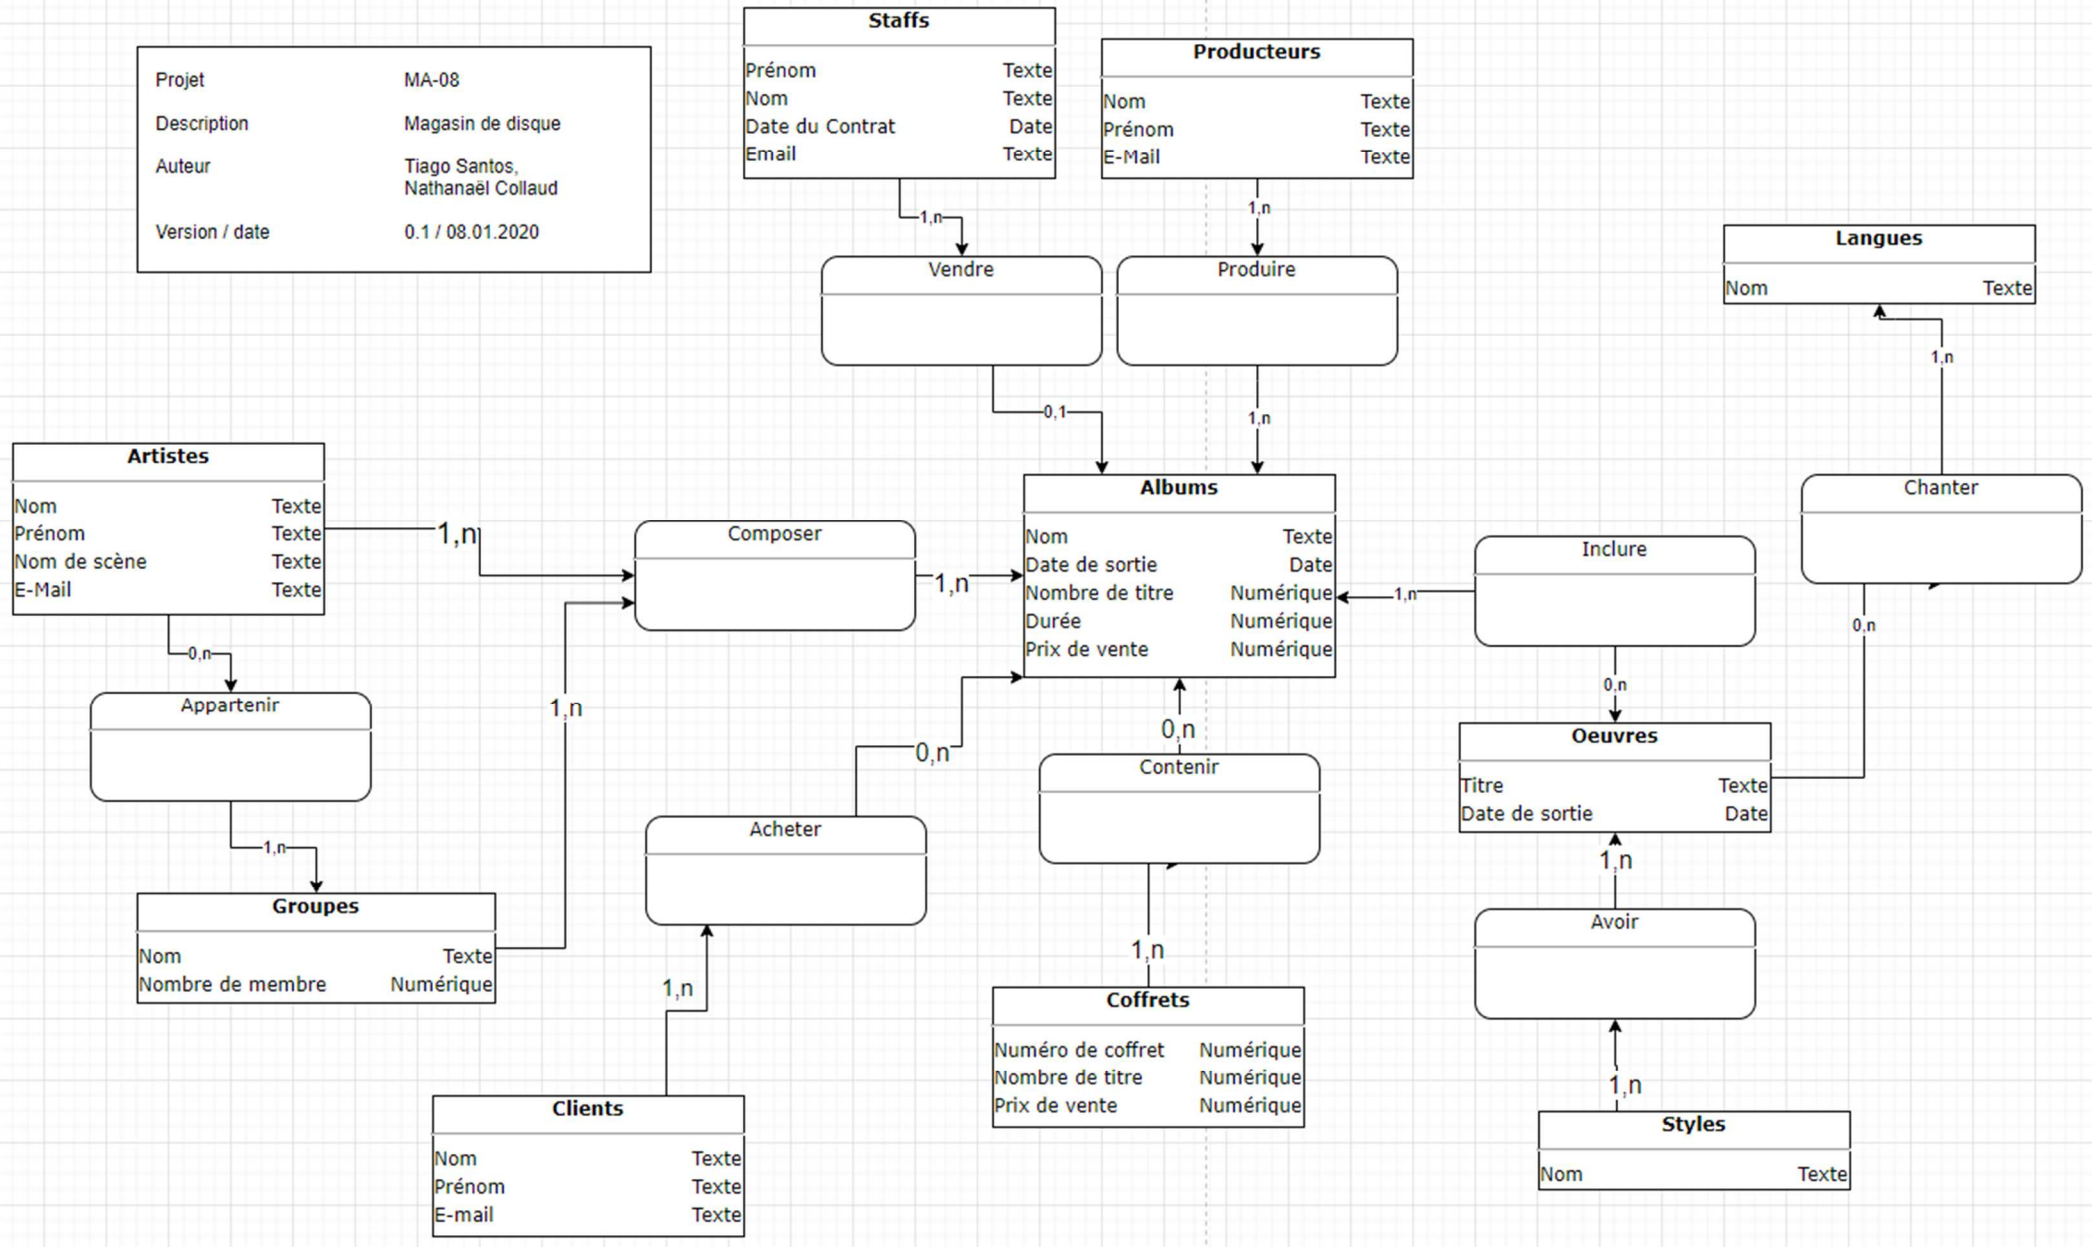 Projet MA-08
Description Magasin de disque
Auteur Tiago Santos,
Nathanaël Collaud
Version / date 0.1 / 08.01.2020
Staffs
Prénom Texte
Nom Texte
Date du Contrat Date
Email Texte
1,n
Vendre
0,1
Producteurs
Nom Texte
Prénom Texte
E-Mail Texte
1,n
Produire
1,n
Langues
Nom Texte
1,n
Chanter
0,n
Artistes
Nom Texte
Prénom Texte
Nom de scène Texte
E-Mail Texte
1,n
Composer
1,n
Albums
Nom Texte
Date de sortie Date
Nombre de titre Numérique
Durée Numérique
Prix de vente Numérique
1,n
Inclure
0,n
0,n
Appartenir
1,n
1,n
Groupes
Nom Texte
Nombre de membre Numérique
0,n
Acheter
1,n
Clients
Nom Texte
Prénom Texte
E-mail Texte
0,n
Contenir
1,n
Coffrets
Numéro de coffret Numérique
Nombre de titre Numérique
Prix de vente Numérique
Oeuvres
Titre Texte
Date de sortie Date
1,n
Avoir
1,n
Styles
Nom Texte